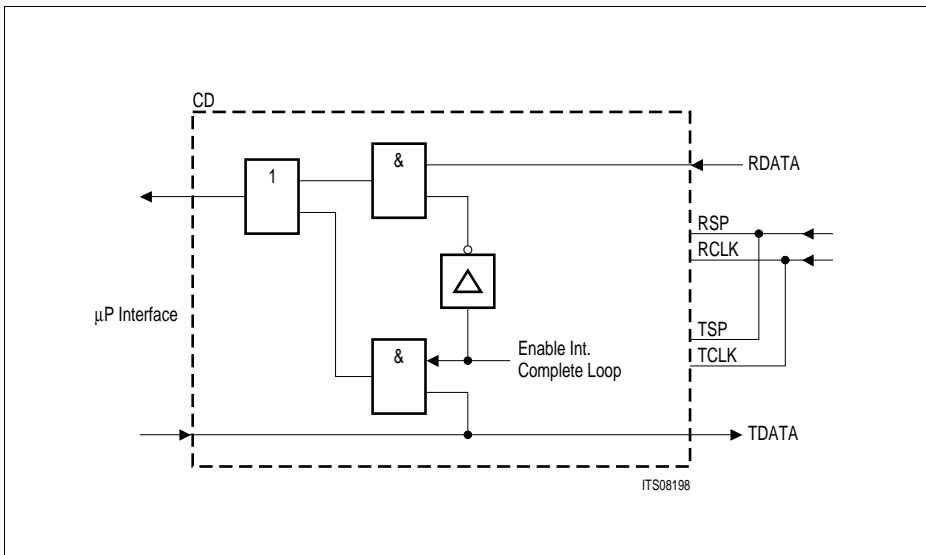 CD
&
RDATA
1
RSP
RCLK
µP Interface
TSP
&
Enable Int.
Complete Loop
TCLK
TDATA
ITS08198